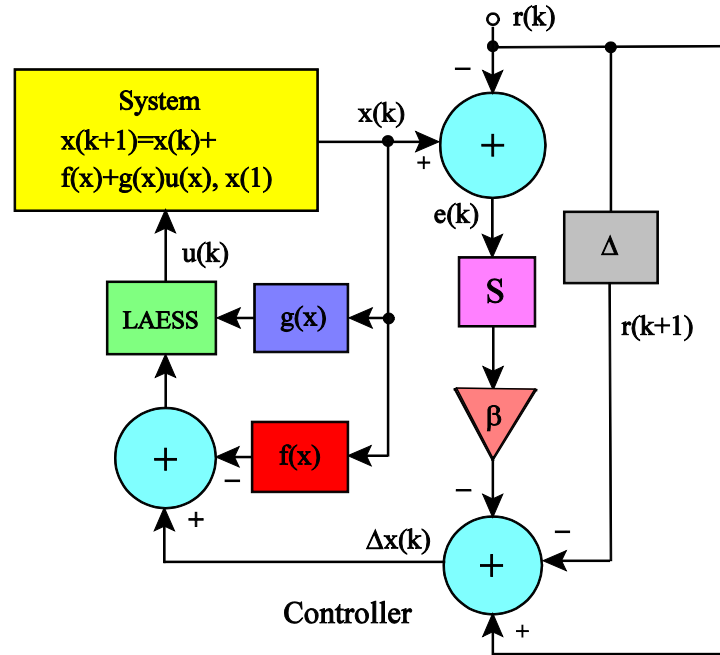 r(k)
−
System
x(k+1)=x(k)+
f(x)+g(x)u(x), x(1)
x(k)
+
+
e(k)
u(k)
Δ
S
LAESS
g(x)
r(k+1)
β
f(x)
+
−
−
+
−
Δx(k)
+
Controller
+